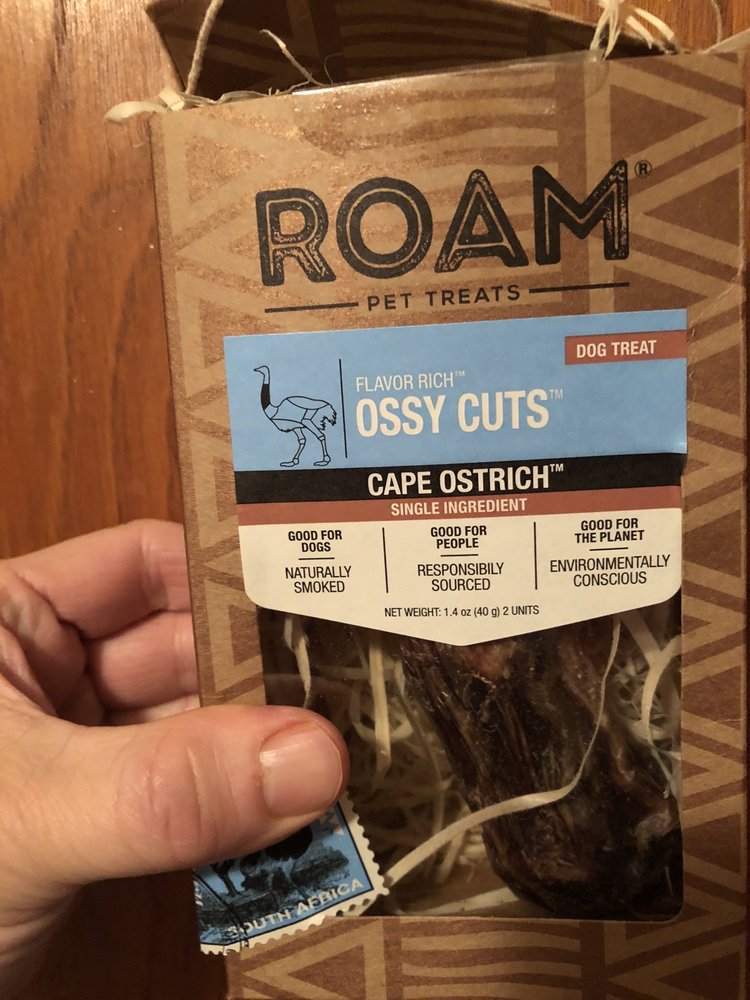 ROAM®
PET TREATS
DOG TREAT
FLAVOR RICH™
OSSY CUTS™
CAPE OSTRICH™
SINGLE INGREDIENT
GOOD FOR
DOGS
NATURALLY
SMOKED
GOOD FOR
PEOPLE
RESPONSIBILY
SOURCED
GOOD FOR
THE PLANET
ENVIRONMENTALLY
CONSCIOUS
NET WEIGHT: 1.4 oz (40 g) 2 UNITS
SOUTH AFRICA